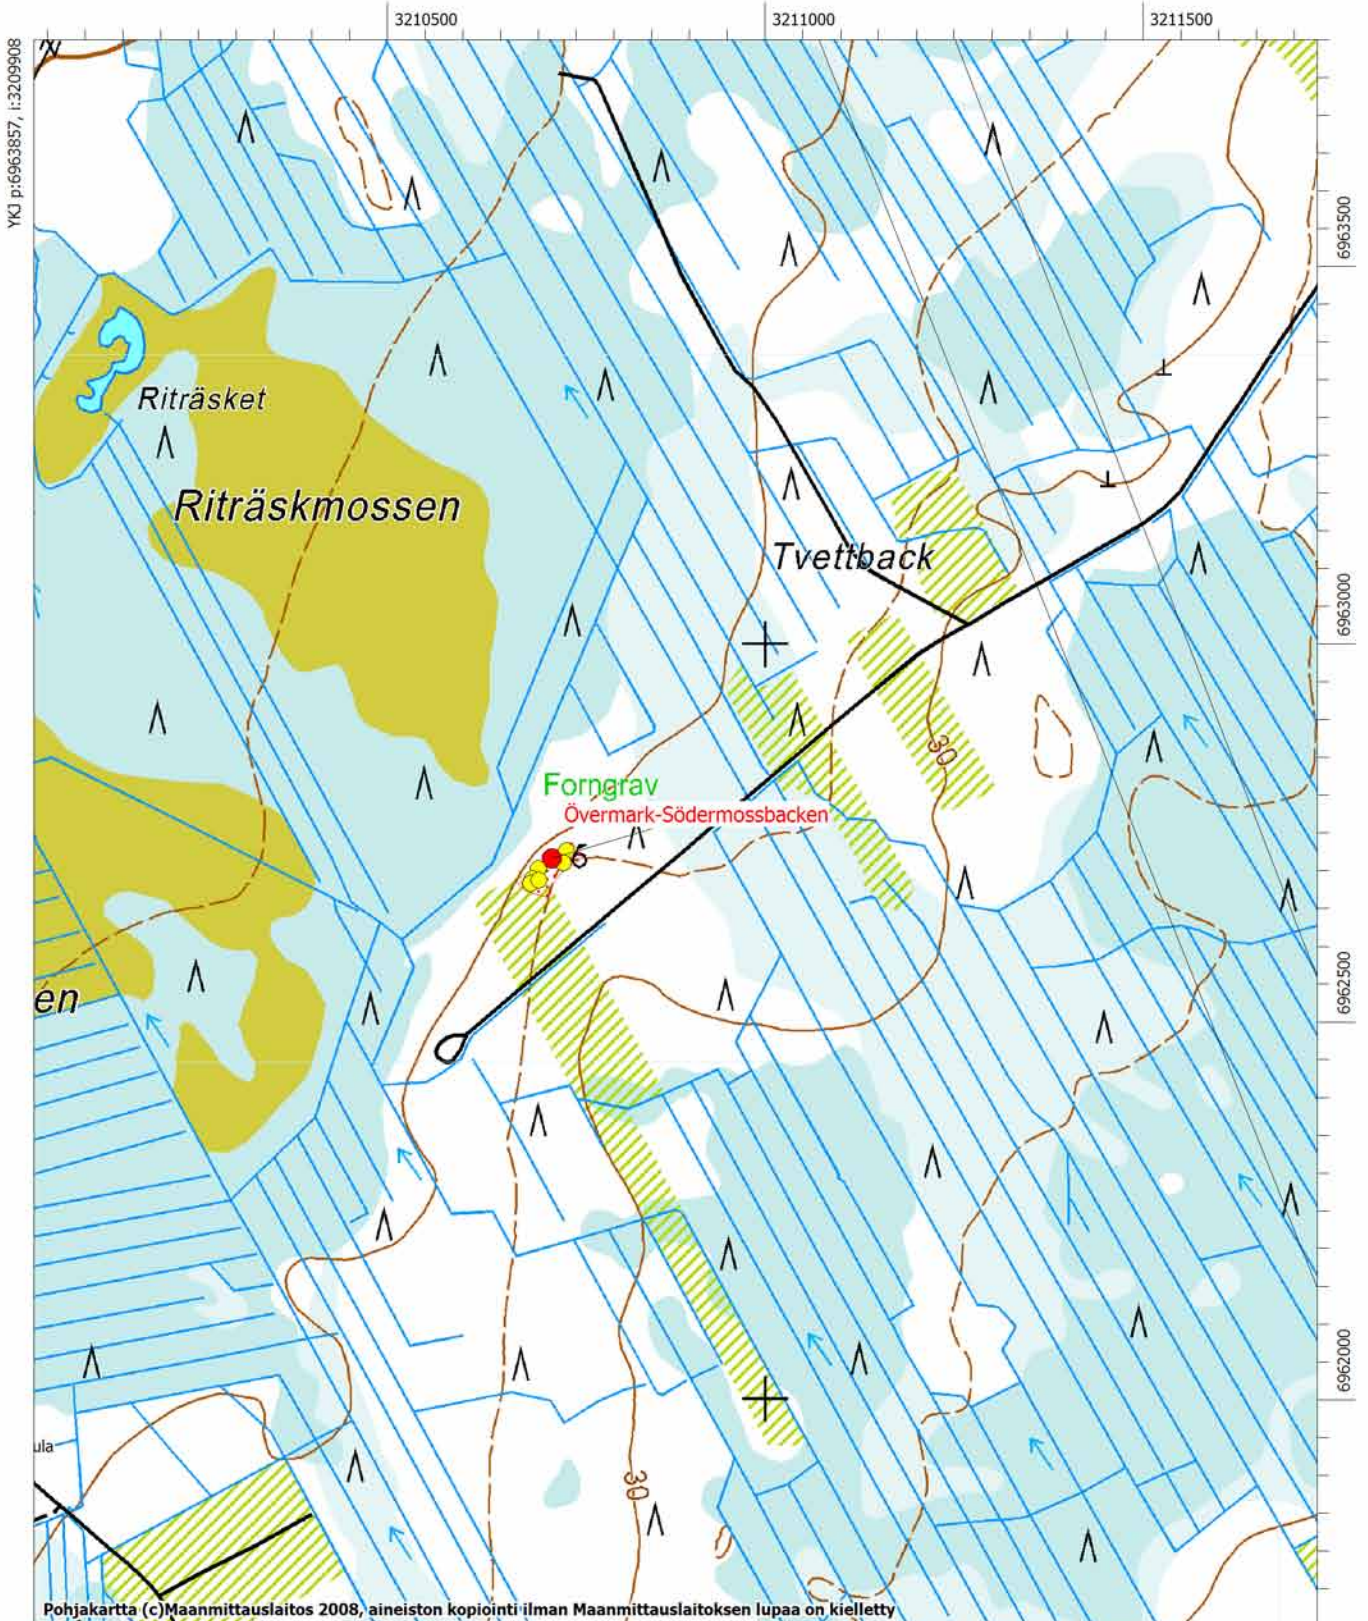 3210500
3211000
3211500
YKJ p:6963857, i:3209908
6963500
Riträsket
Riträskmossen
Tvettback
6963000
30
Forngrav
Övermark-Södermossbacken
en
6962500
6962000
ula
30
Pohjakartta (c)Maanmittauslaitos 2008, aineiston kopiointi ilman Maanmittauslaitoksen lupaa on kielletty